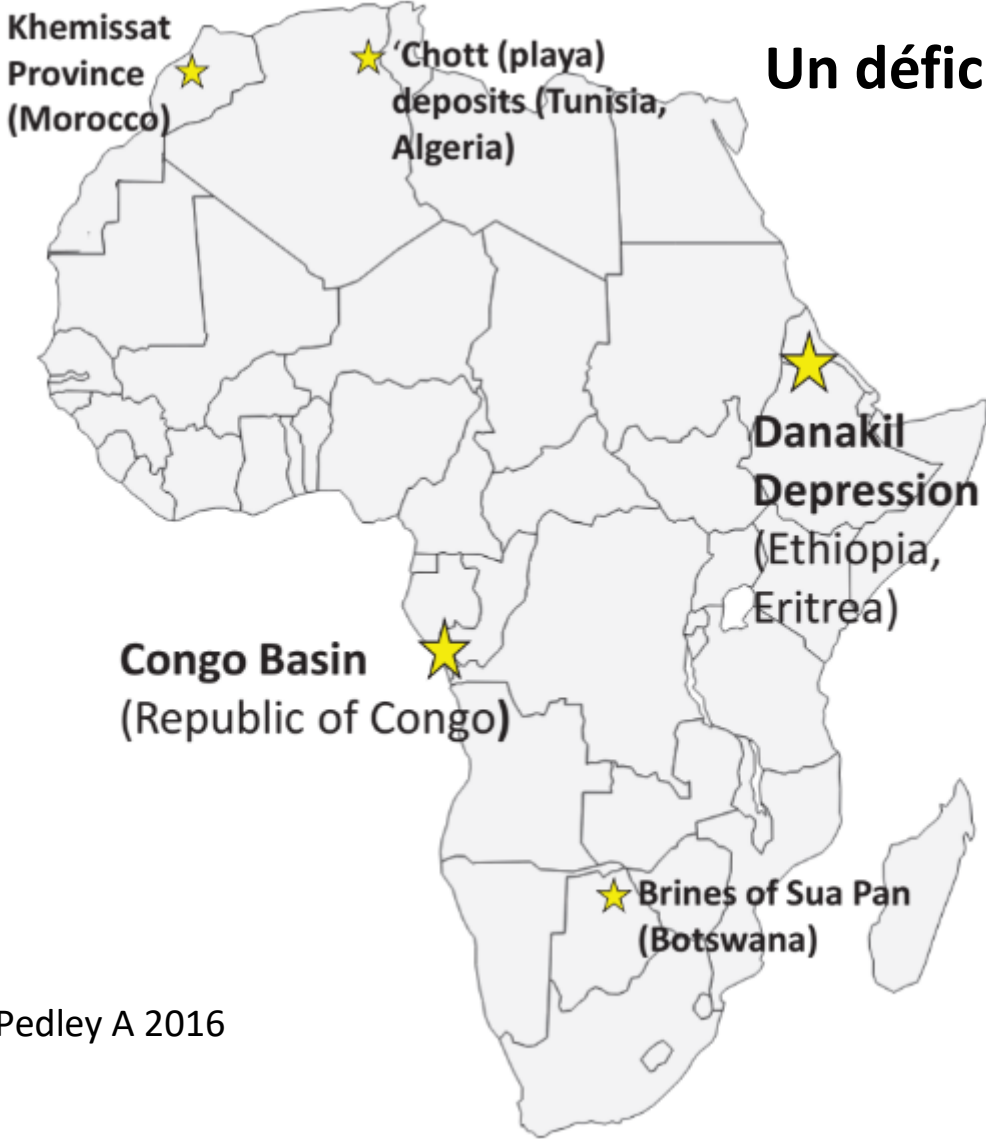 Khemissat
Province
(Morocco)
‘Chott (playa)
deposits (Tunisia,
Algeria)
Un défic
Danakil
Depression
(Ethiopia,
Eritrea)
Congo Basin
(Republic of Congo)
Brines of Sua Pan
(Botswana)
Pedley A 2016